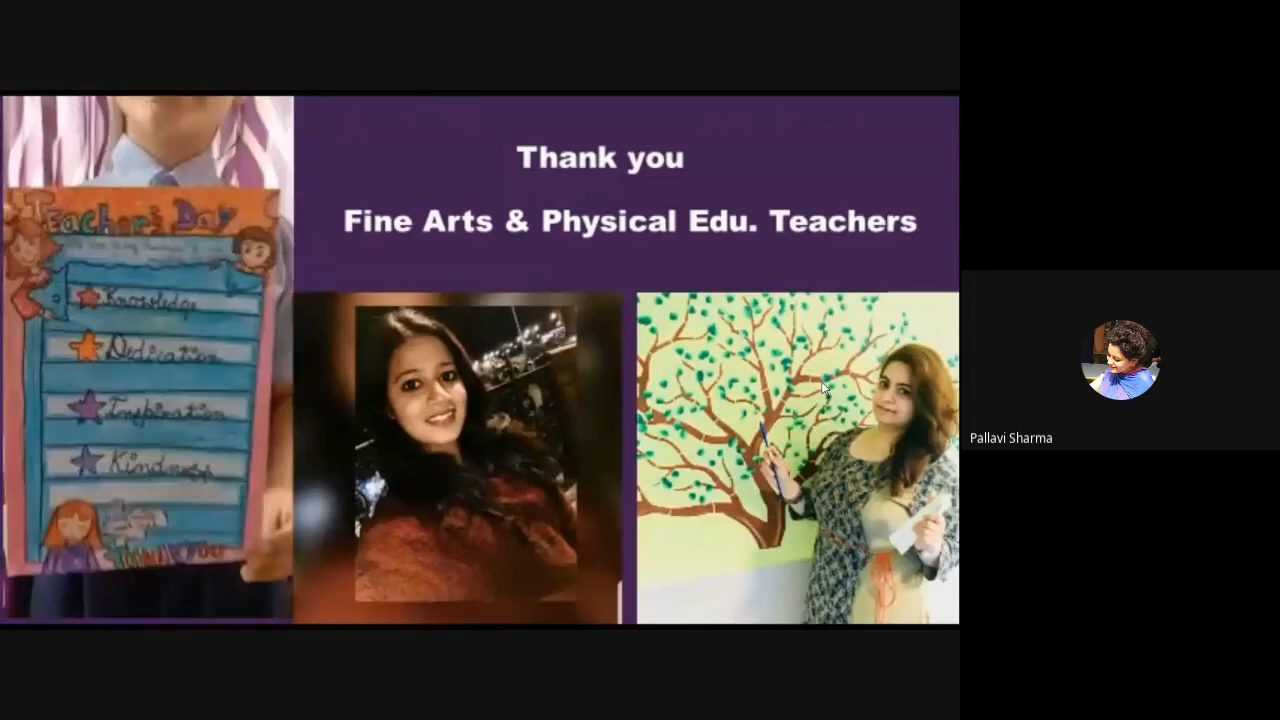 Thank you
Fine Arts & Physical Edu. Teachers
Teacher's Day
Knowledge
Dedication
Inspiration
Kindness
THANK YOU
Pallavi Sharma